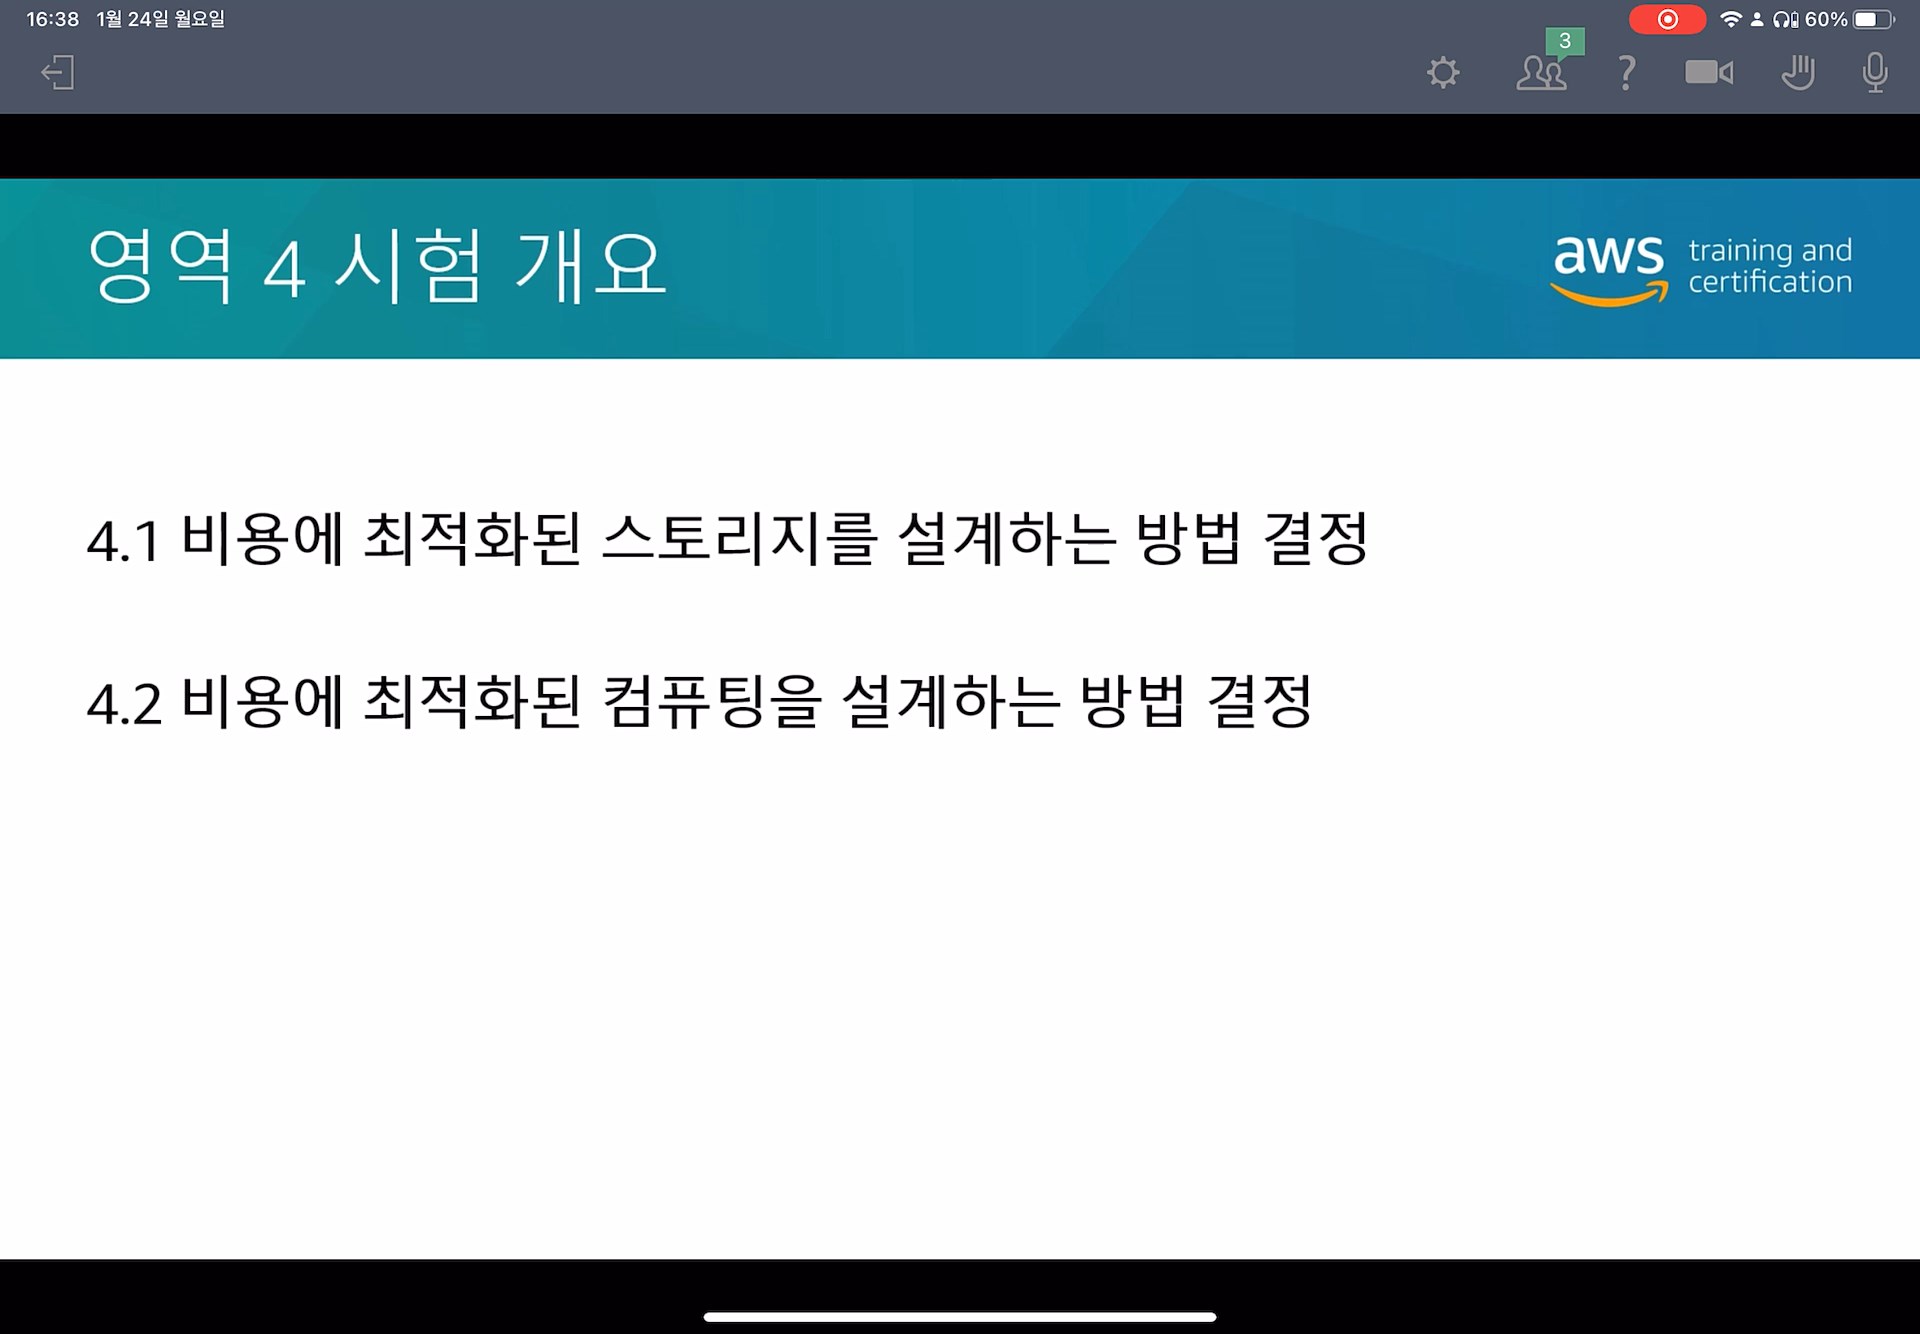 16:38 1월 24일 월요일
60%
3
?
영역 4 시험 개요
aws training and
certification
4.1 비용에 최적화된 스토리지를 설계하는 방법 결정
4.2 비용에 최적화된 컴퓨팅을 설계하는 방법 결정